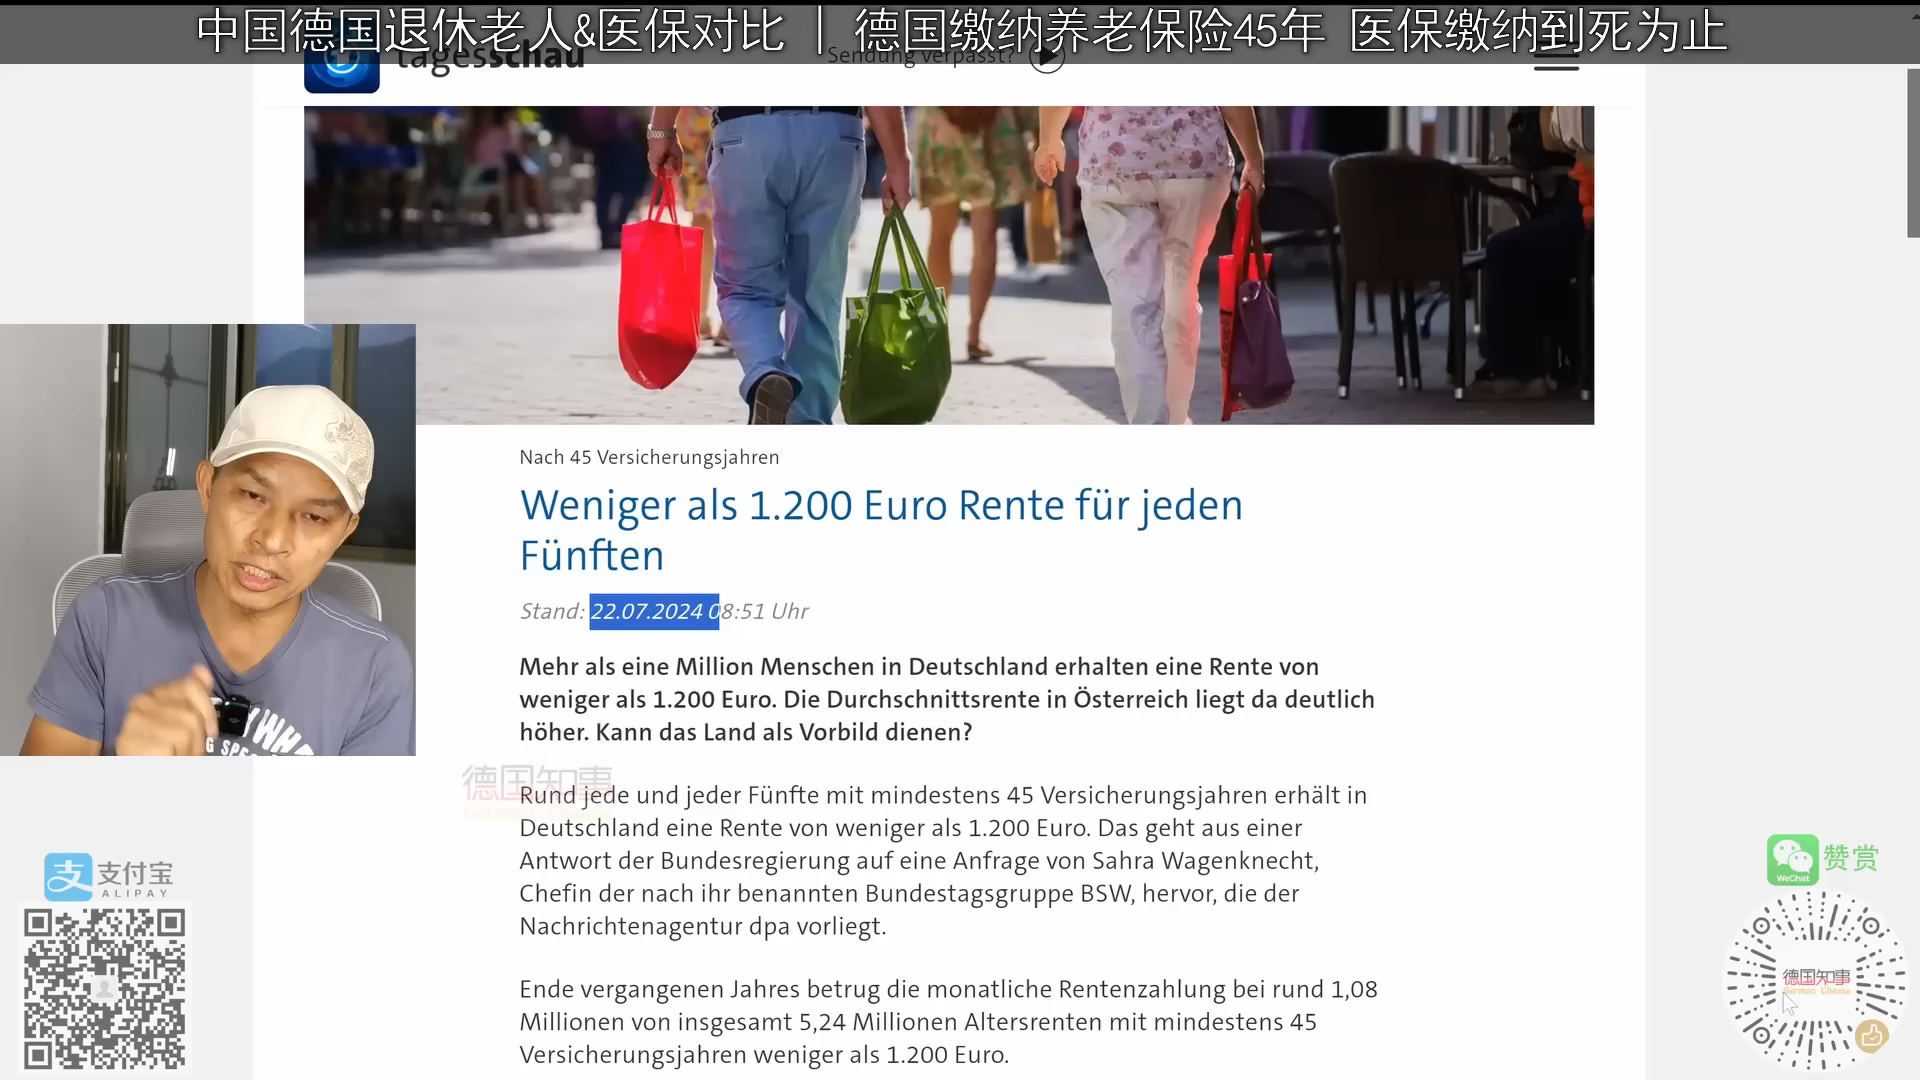 中国德国退休老人&医保对比 | 德国缴纳养老保险45年 医保缴纳到死为止
tagesschau
Sendung verpasst?
Nach 45 Versicherungsjahren
Weniger als 1.200 Euro Rente für jeden
Fünften
Stand: 22.07.2024 08:51 Uhr
Mehr als eine Million Menschen in Deutschland erhalten eine Rente von
weniger als 1.200 Euro. Die Durchschnittsrente in Österreich liegt da deutlich
höher. Kann das Land als Vorbild dienen?
德国知事
Rund jede und jeder Fünfte mit mindestens 45 Versicherungsjahren erhält in
Deutschland eine Rente von weniger als 1.200 Euro. Das geht aus einer
Antwort der Bundesregierung auf eine Anfrage von Sahra Wagenknecht,
Chefin der nach ihr benannten Bundestagsgruppe BSW, hervor, die der
Nachrichtenagentur dpa vorliegt.
Ende vergangenen Jahres betrug die monatliche Rentenzahlung bei rund 1,08
Millionen von insgesamt 5,24 Millionen Altersrenten mit mindestens 45
Versicherungsjahren weniger als 1.200 Euro.
支付宝
ALIPAY
WeChat
赞赏
德国知事
German Cheese